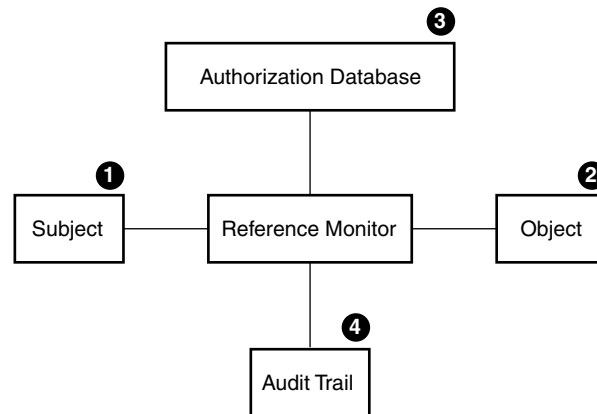 3
Authorization Database
1
2
Subject
Reference Monitor
Object
4
Audit Trail